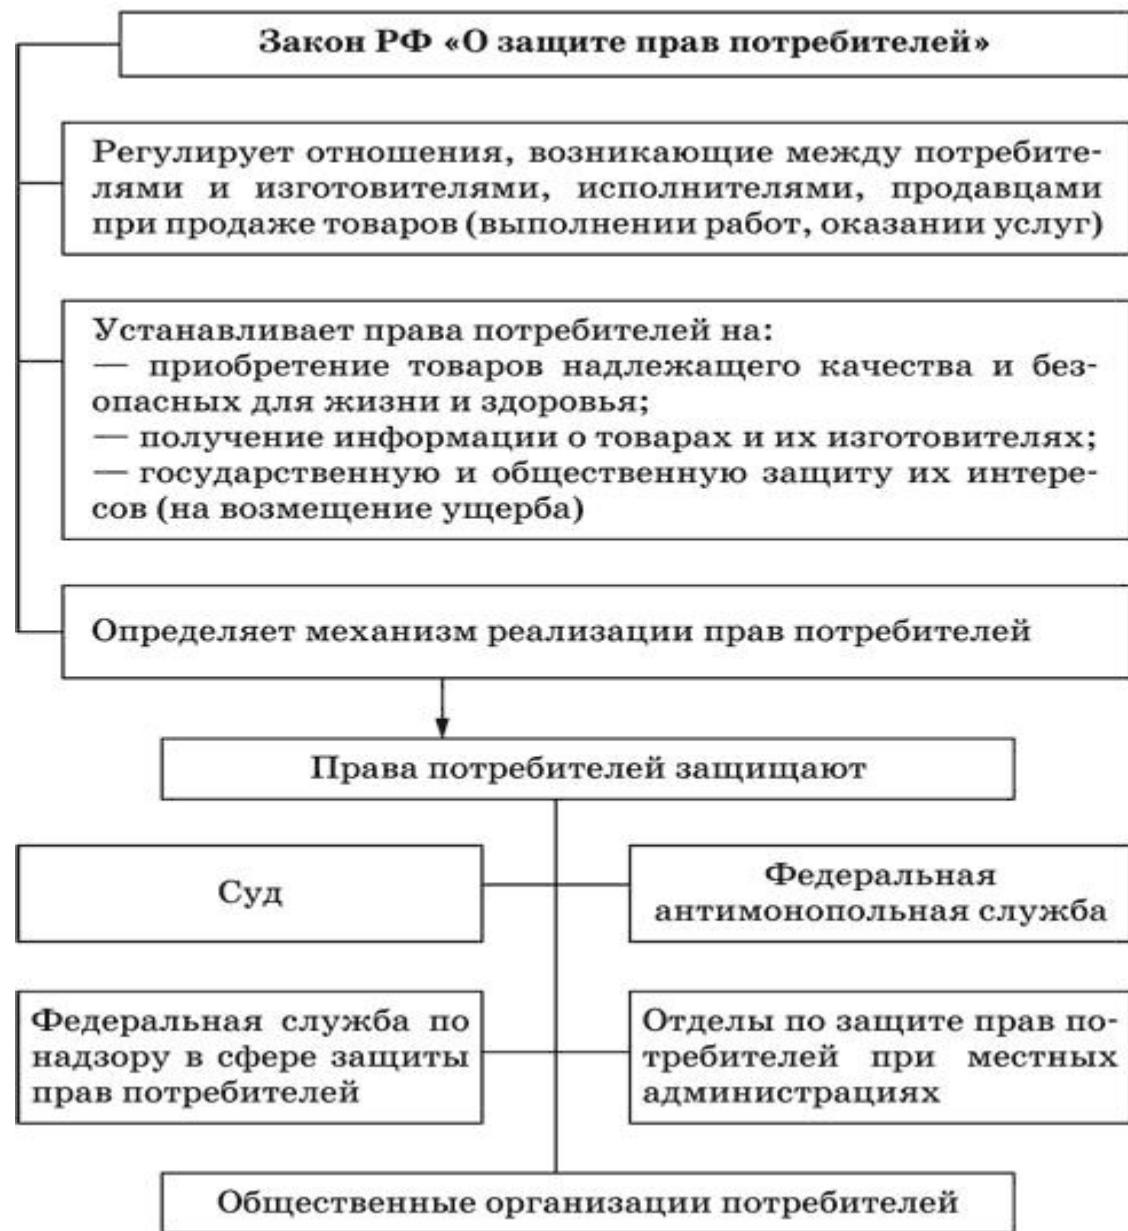 Закон РФ «О защите прав потребителей»
Регулирует отношения, возникающие между потребите-
лями и изготовителями, исполнителями, продавцами
при продаже товаров (выполнении работ, оказании услуг)
Устанавливает права потребителей на:
— приобретение товаров надлежащего качества и без-
опасных для жизни и здоровья;
— получение информации о товарах и их изготовителях;
— государственную и общественную защиту их интере-
сов (на возмещение ущерба)
Определяет механизм реализации прав потребителей
Права потребителей защищают
Суд
Федеральная
антимонопольная служба
Федеральная служба по
надзору в сфере защиты
прав потребителей
Отделы по защите прав по-
требителей при местных
администрациях
Общественные организации потребителей